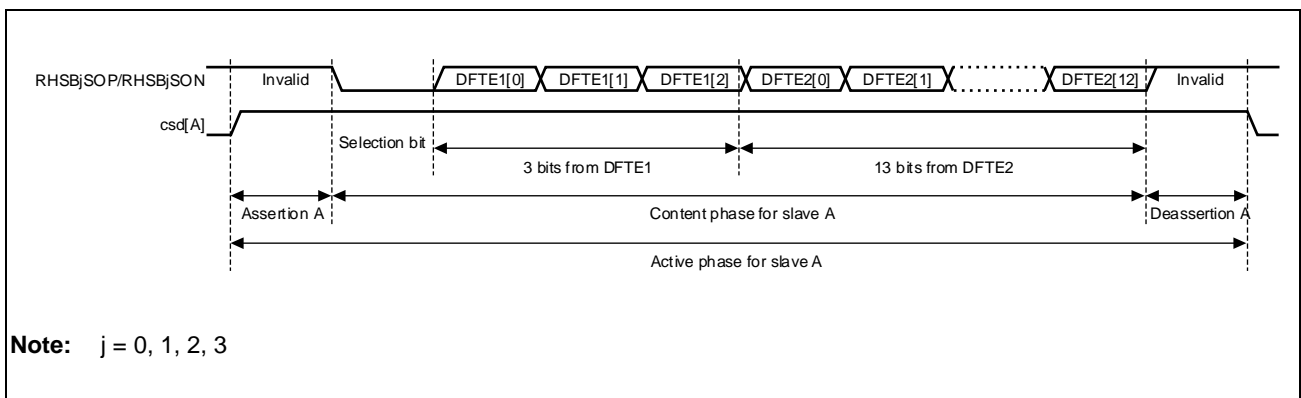 RHSBjSOP/RHSBjSON Invalid DFTE1[0] DFTE1[1] DFTE1[2] DFTE2[0] DFTE2[1] DFTE2[12] Invalid
csd[A]
Selection bit
3 bits from DFTE1 13 bits from DFTE2
Assertion A Content phase for slave A Deassertion A
Active phase for slave A
Note: j = 0, 1, 2, 3